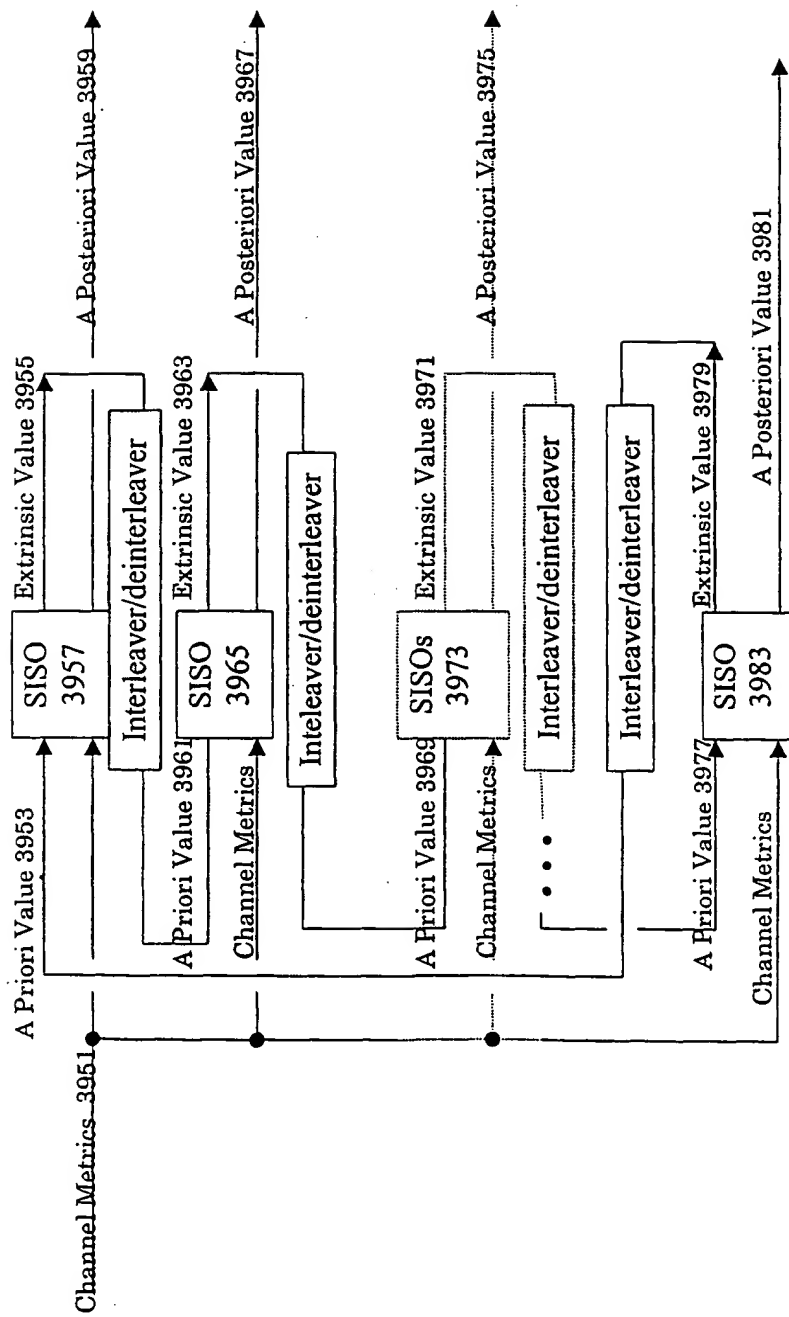 Channel Metrics 3951
A Priori Value 3953
SISO
3957
Extrinsic Value 3955
A Posteriori Value 3959
Interleaver/deinterleaver
A Priori Value 3961
Channel Metrics
SISO
3965
Extrinsic Value 3963
A Posteriori Value 3967
Inteleaver/deinterleaver
A Priori Value 3969
Channel Metrics
SISOs
3973
Extrinsic Value 3971
A Posteriori Value 3975
Interleaver/deinterleaver
Interleaver/deinterleaver
A Priori Value 3977
Channel Metrics
SISO
3983
Extrinsic Value 3979
A Posteriori Value 3981